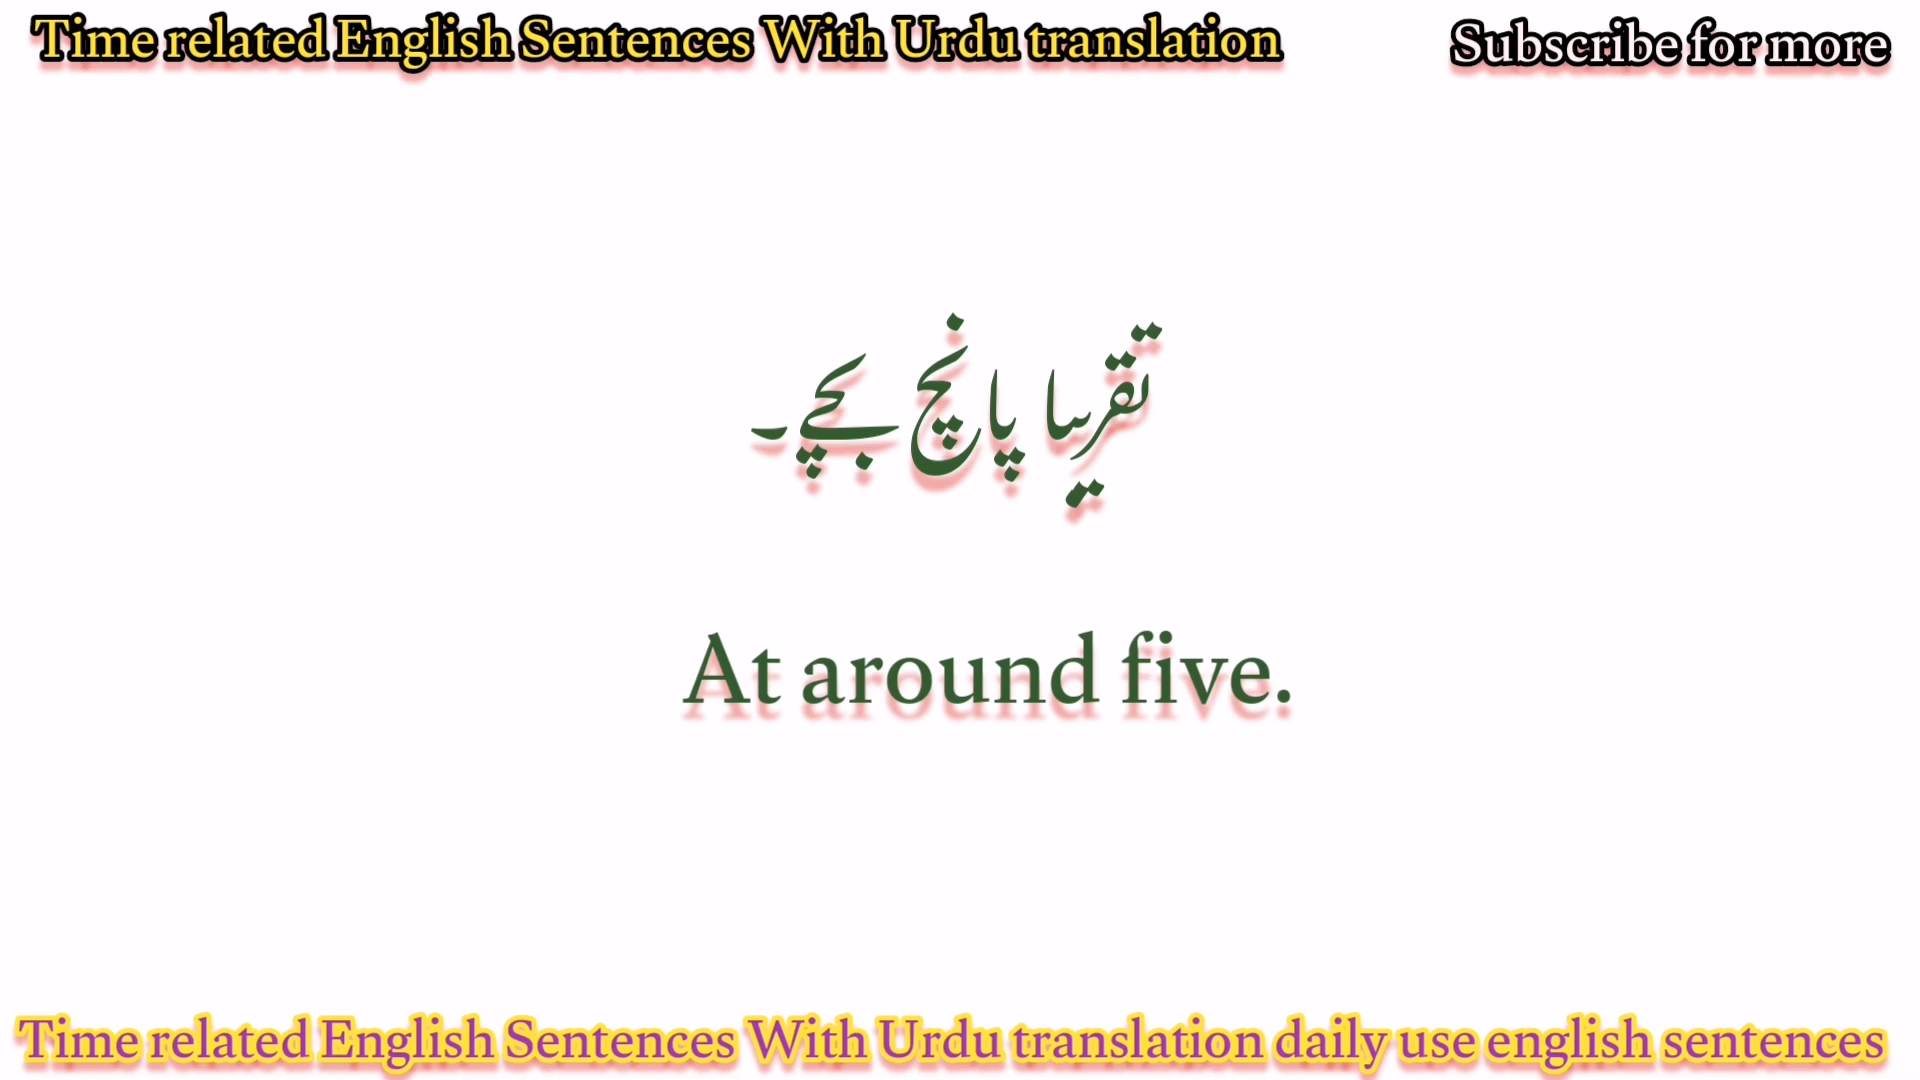 Time related English Sentences With Urdu translation
Subscribe for more
تقریبا پانچ بچے۔
At around five.
Time related English Sentences With Urdu translation daily use english sentences